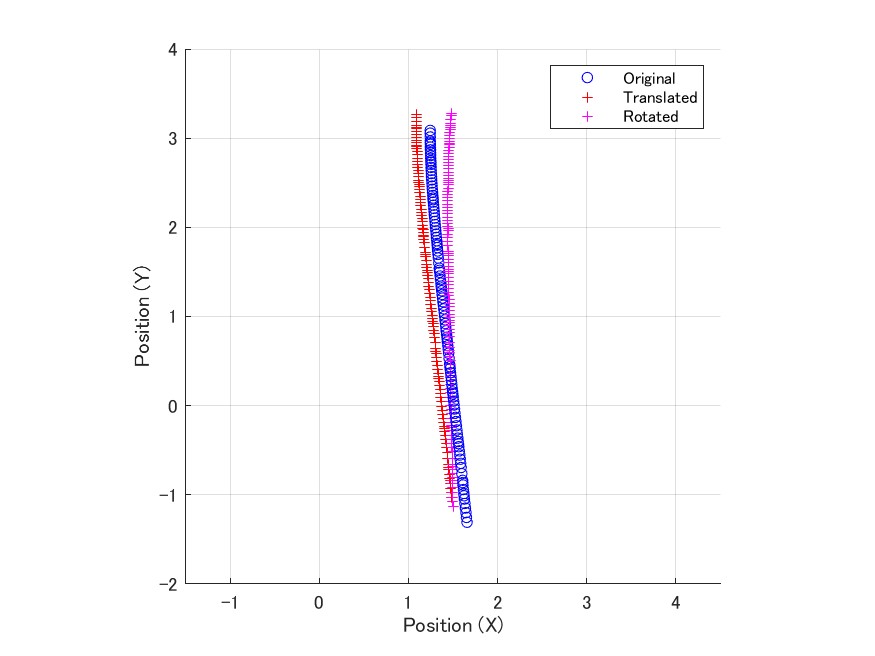 4
Original
Translated
Rotated
3
2
1
0
-1
-2
Position (Y)
-1 0 1 2 3 4
Position (X)